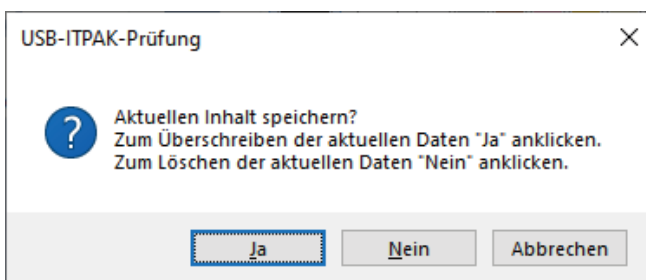 USB-ITPAK-Prüfung
Aktuellen Inhalt speichern?
Zum Überschreiben der aktuellen Daten "Ja" anklicken.
Zum Löschen der aktuellen Daten "Nein" anklicken.
Ja
Nein
Abbrechen